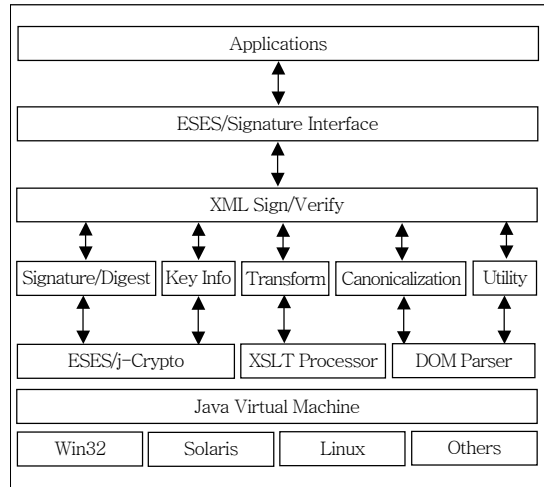 Applications
ESES/Signature Interface
XML Sign/Verify
Signature/Digest
Key Info
Transform
Canonicalization
Utility
ESES/j-Crypto
XSLT Processor
DOM Parser
Java Virtual Machine
Win32
Solaris
Linux
Others